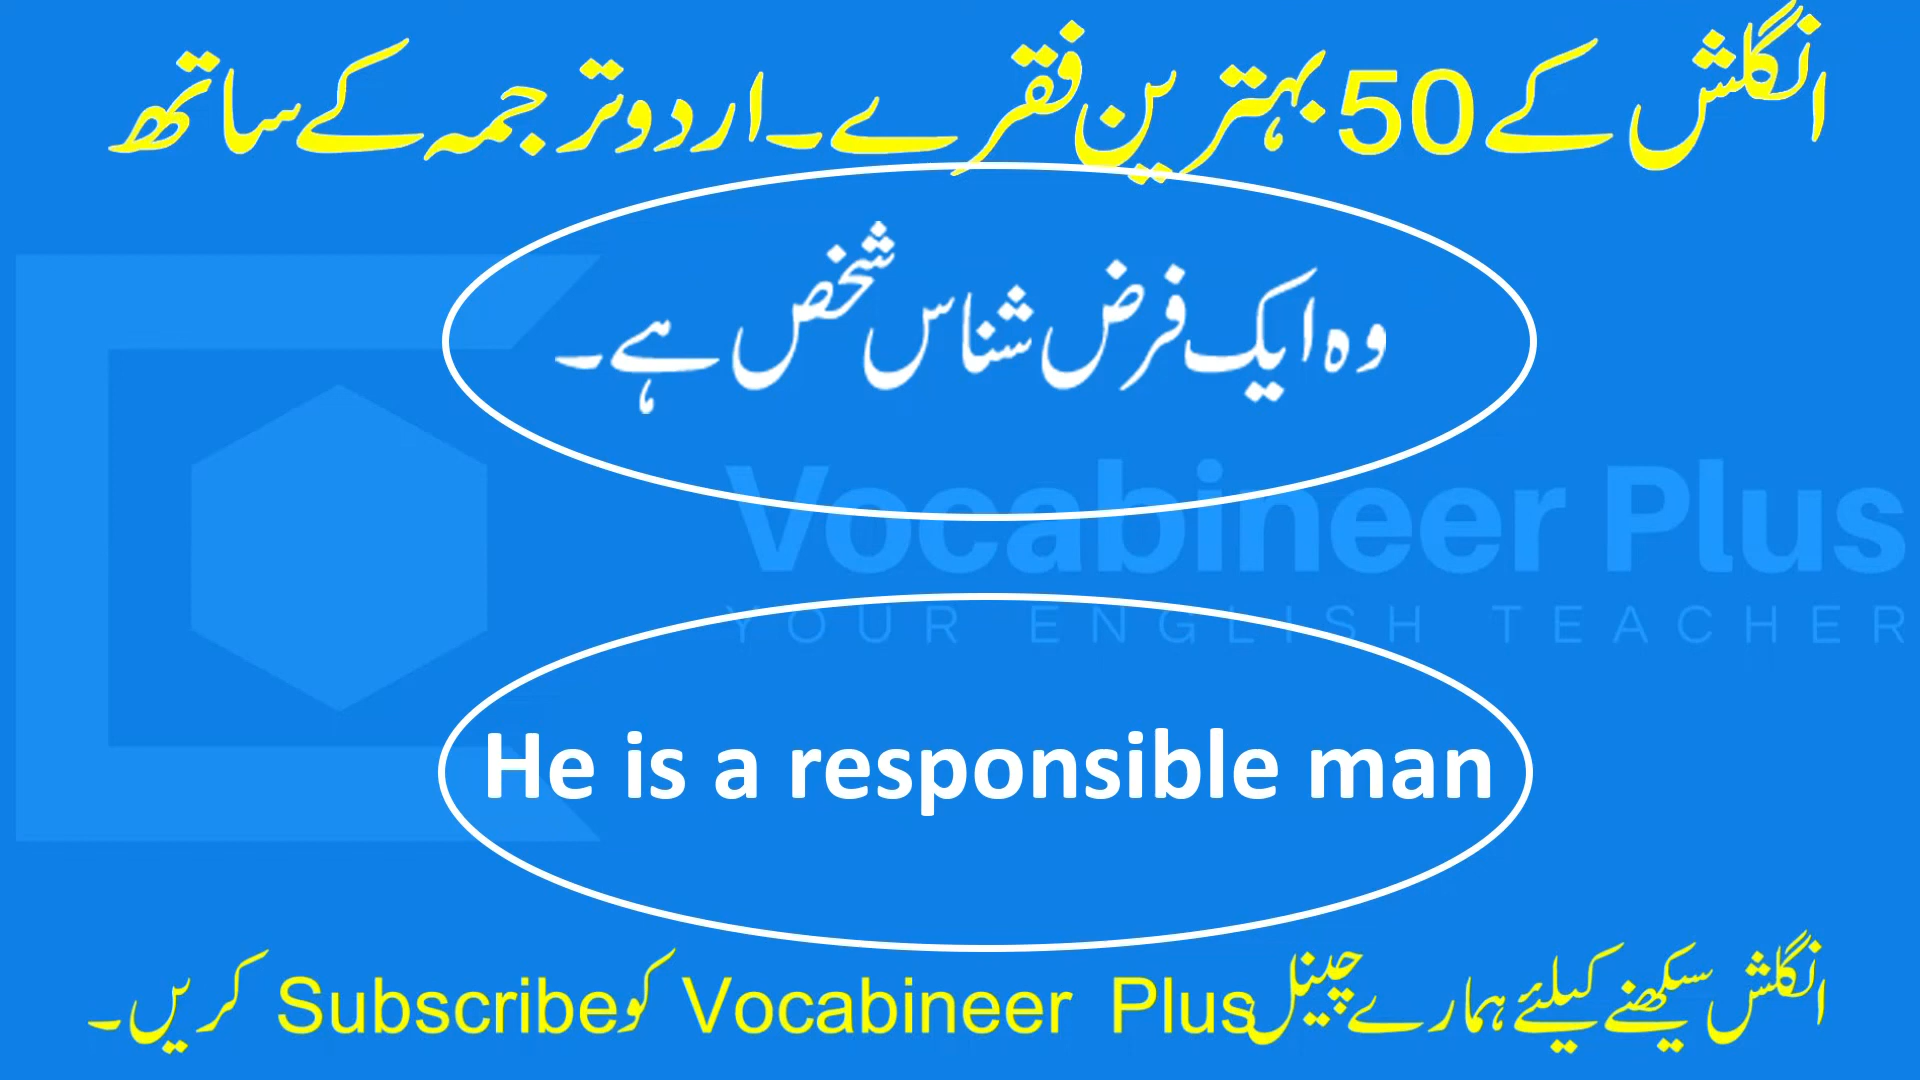 انگلش کے 50 بہترین فقرے ۔ اردو ترجمہ کے ساتھ
وہ ایک فرض شناس شخص ہے ۔
Vocabineer Plus
YOUR ENGLISH TEACHER
He is a responsible man
انگلش سیکھنے کیلئے ہمارے چینل Vocabineer Plus کو Subscribe کریں ۔